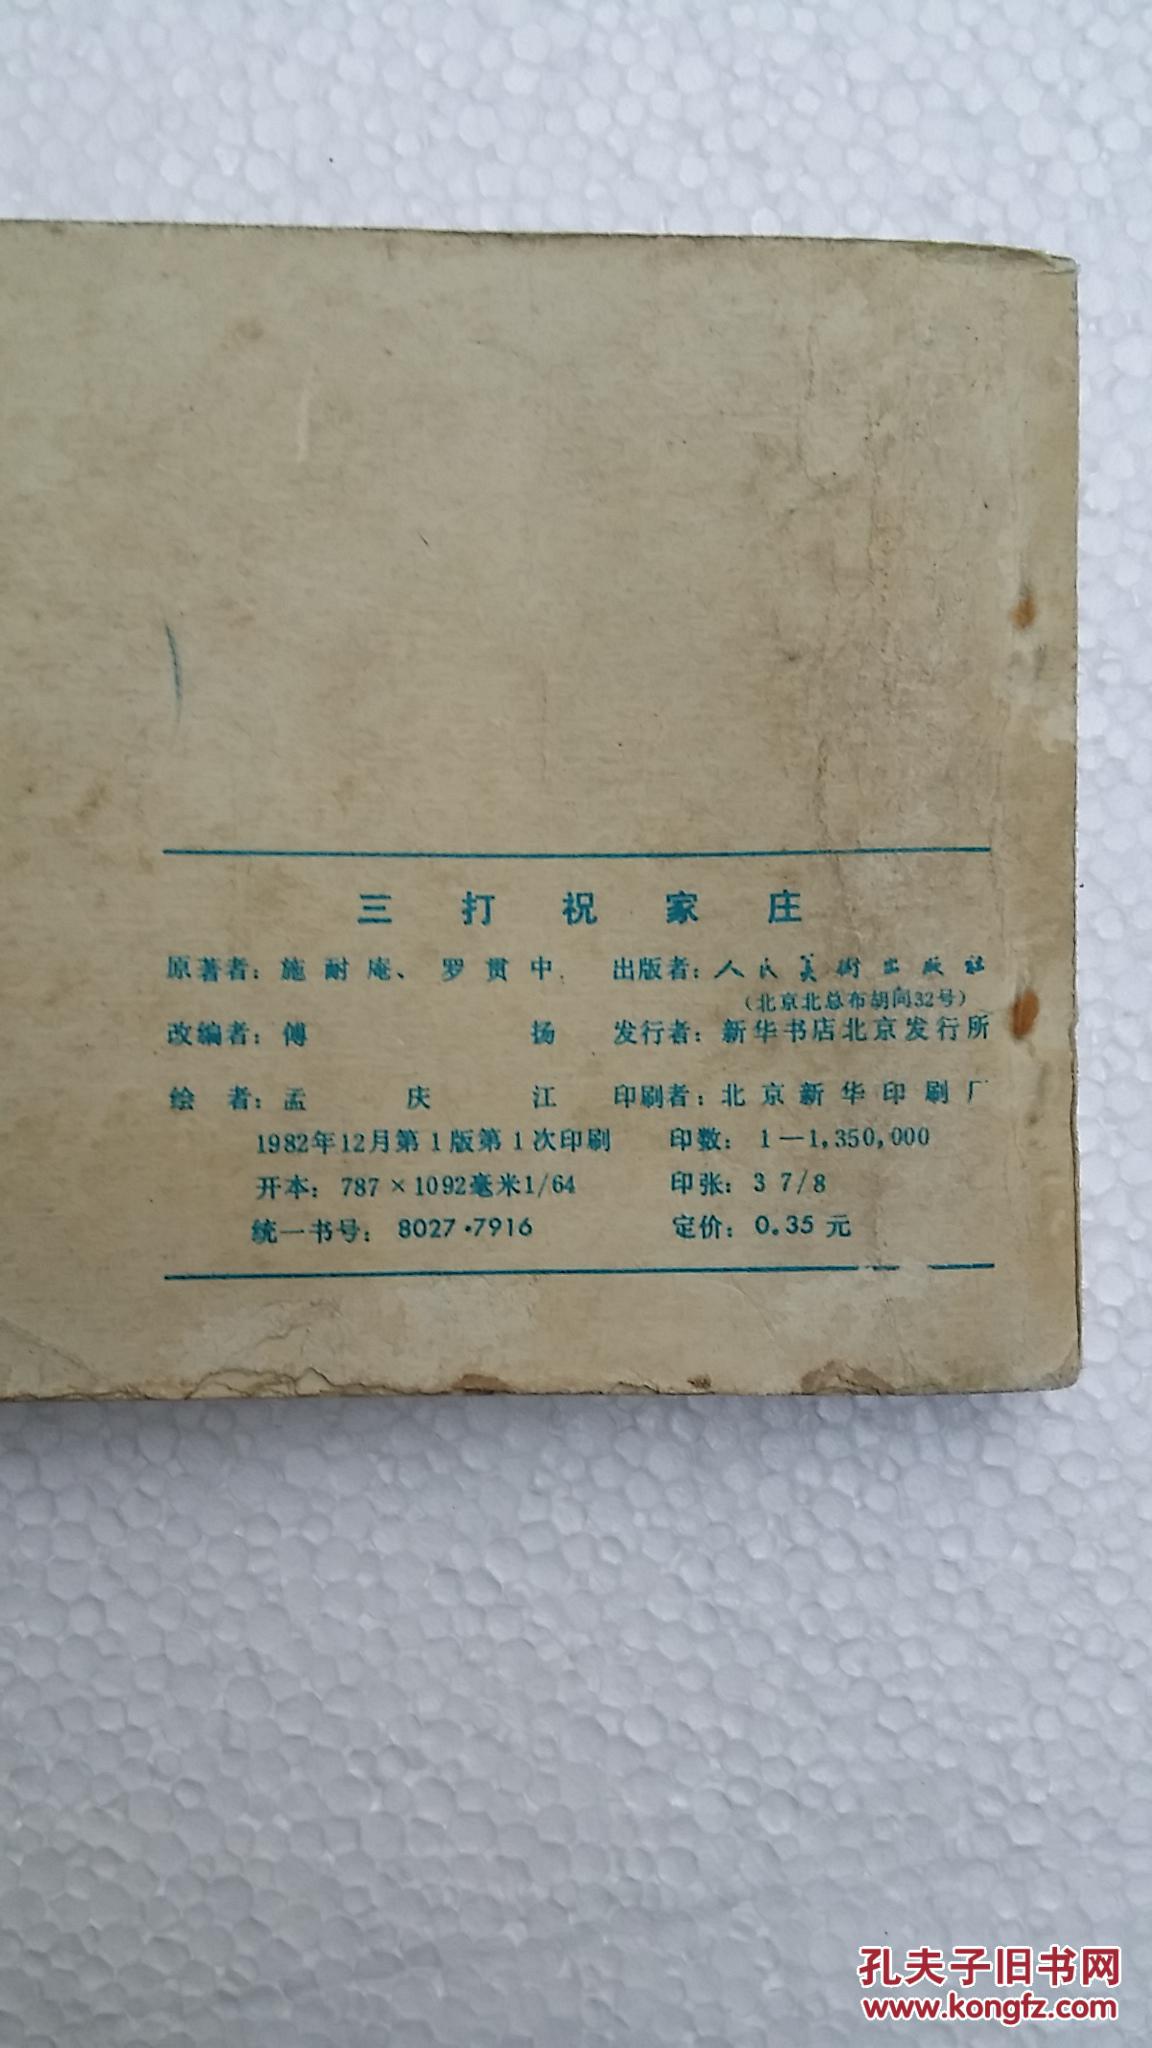 三打祝家庄
原著者：施耐庵、罗贯中 出版者：人民美術出版社
（北京北总布胡同32号）
改编者：傅扬 发行者：新华书店北京发行所
绘者：孟庆江 印刷者：北京新华印刷厂
1982年12月第1版第1次印刷 印数：1—1,350,000
开本：787×1092毫米1/64 印张：3 7/8
统一书号：8027·7916 定价：0.35元
孔夫子旧书网
www.kongfz.com